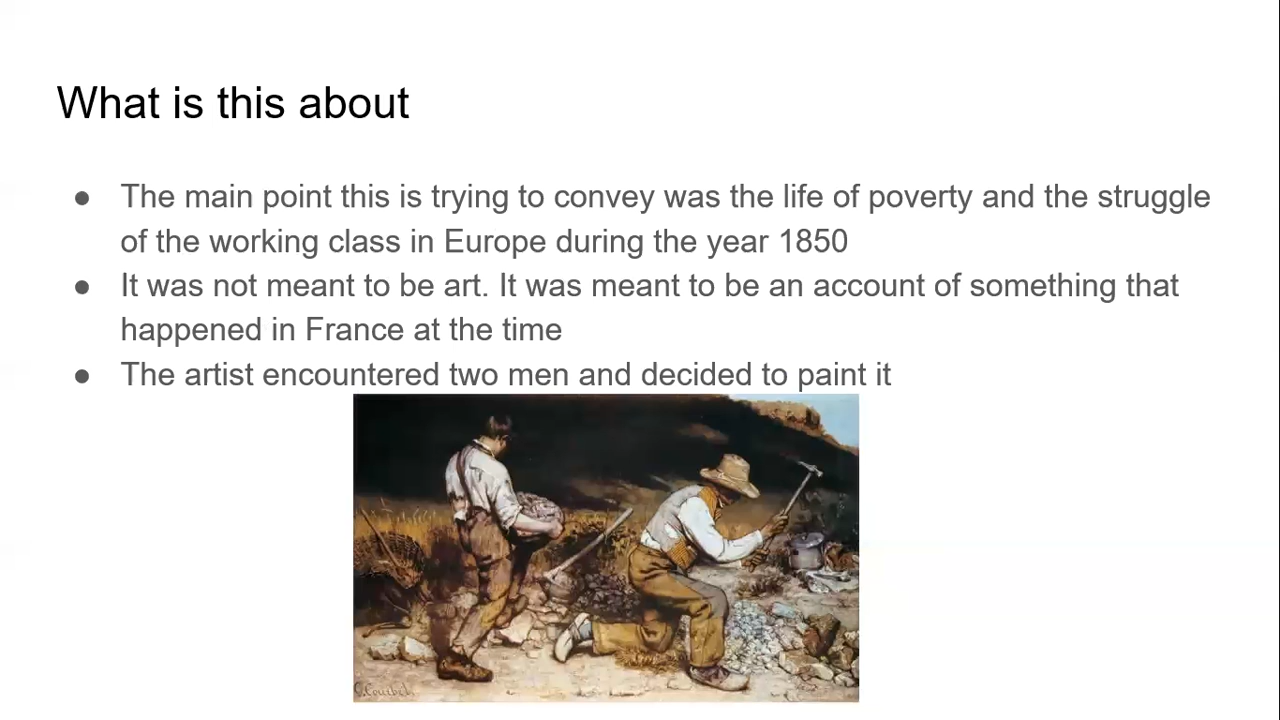 What is this about
● The main point this is trying to convey was the life of poverty and the struggle
of the working class in Europe during the year 1850
● It was not meant to be art. It was meant to be an account of something that
happened in France at the time
● The artist encountered two men and decided to paint it
G. Courbet.